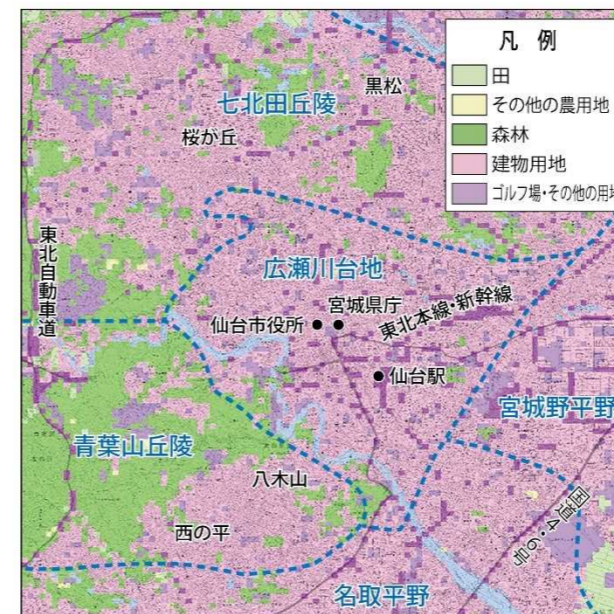 凡 例
田
その他の農用地
森林
建物用地
ゴルフ場・その他の用地
黒松
七北田丘陵
桜が丘
東北自動車道
広瀬川台地
宮城県庁
仙台市役所
東北本線・新幹線
仙台駅
宮城野平野
青葉山丘陵
八木山
西の平
国道4・6号
名取平野